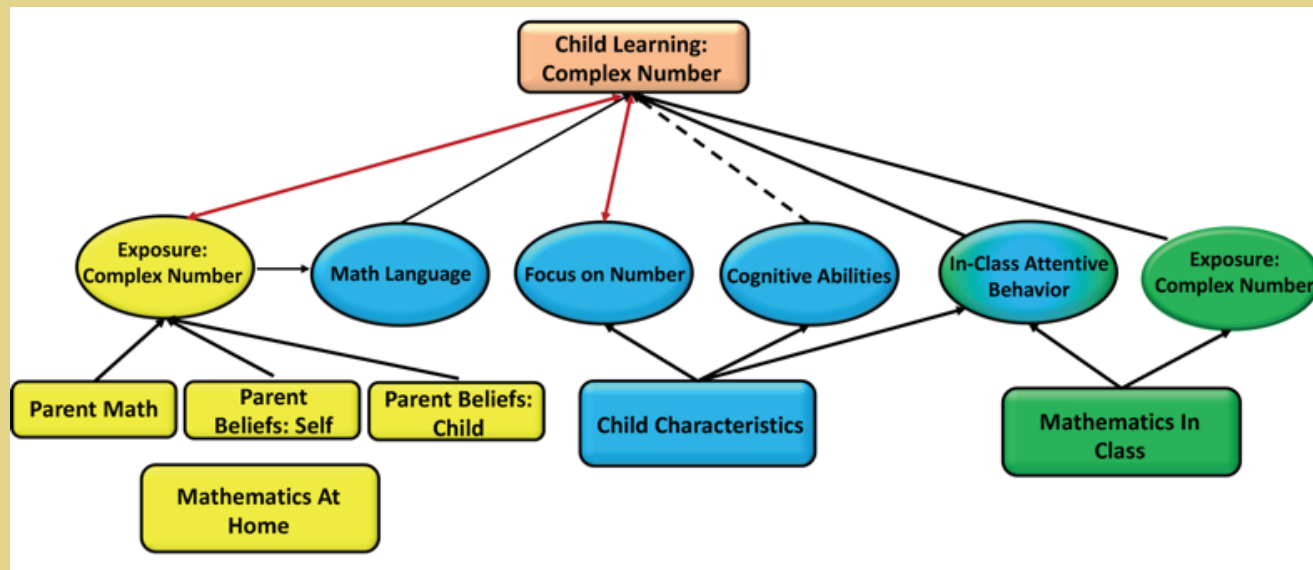 Child Learning:
Complex Number
Exposure:
Complex Number
Math Language
Focus on Number
Cognitive Abilities
In-Class Attentive
Behavior
Exposure:
Complex Number
Parent Math
Parent
Beliefs: Self
Parent Beliefs:
Child
Child Characteristics
Mathematics In
Class
Mathematics At
Home